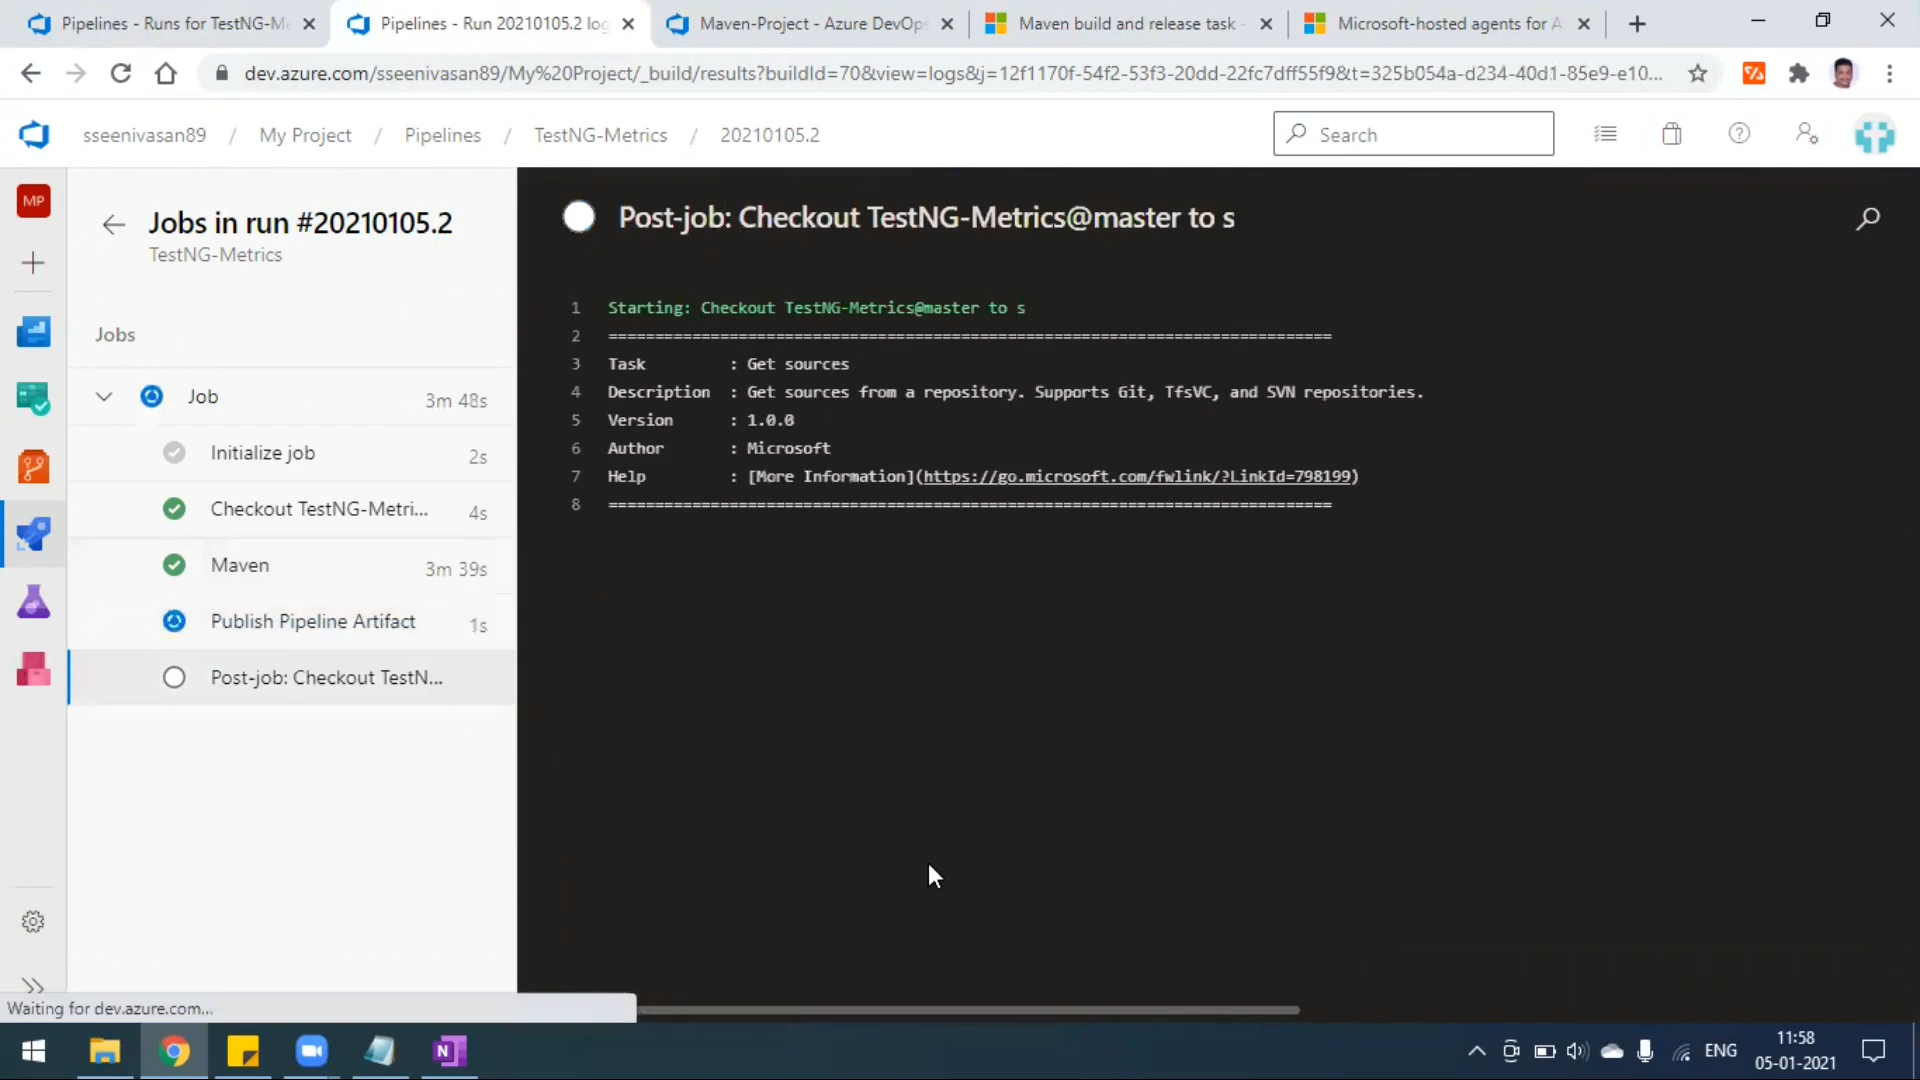 Pipelines - Runs for TestNG-Me
Pipelines - Run 20210105.2 log
Maven-Project - Azure DevOps
Maven build and release task -
Microsoft-hosted agents for A
dev.azure.com/sseenivasan89/My%20Project/_build/results?buildId=70&view=logs&j=12f1170f-54f2-53f3-20dd-22fc7dff55f9&t=325b054a-d234-40d1-85e9-e10...
sseenivasan89 / My Project / Pipelines / TestNG-Metrics / 20210105.2
Search
MP
Jobs in run #20210105.2
TestNG-Metrics
Jobs
Job 3m 48s
Initialize job 2s
Checkout TestNG-Metri... 4s
Maven 3m 39s
Publish Pipeline Artifact 1s
Post-job: Checkout TestN...
Post-job: Checkout TestNG-Metrics@master to s
1 Starting: Checkout TestNG-Metrics@master to s
2 ==============================================================================
3 Task : Get sources
4 Description : Get sources from a repository. Supports Git, TfsVC, and SVN repositories.
5 Version : 1.0.0
6 Author : Microsoft
7 Help : [More Information](https://go.microsoft.com/fwlink/?LinkId=798199)
8 ==============================================================================
Waiting for dev.azure.com...
N
ENG
11:58
05-01-2021